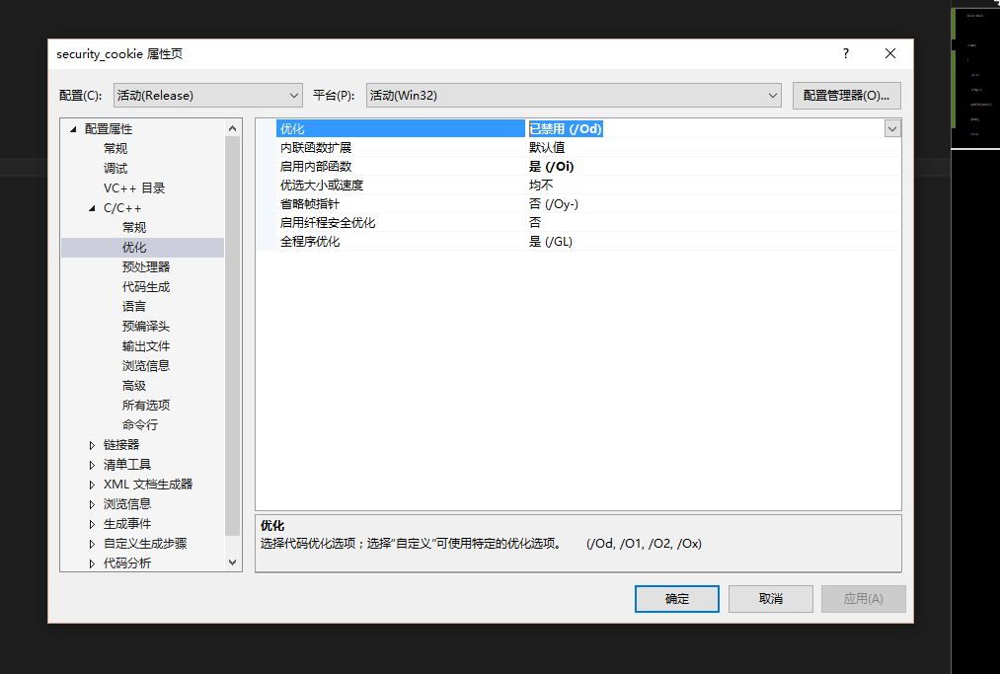 security_cookie 属性页
?
配置(C): 活动(Release) 平台(P): 活动(Win32) 配置管理器(O)...
配置属性
常规
调试
VC++ 目录
C/C++
常规
优化
预处理器
代码生成
语言
预编译头
输出文件
浏览信息
高级
所有选项
命令行
链接器
清单工具
XML 文档生成器
浏览信息
生成事件
自定义生成步骤
代码分析
优化 已禁用 (/Od)
内联函数扩展 默认值
启用内部函数 是 (/Oi)
优选大小或速度 均不
省略帧指针 否 (/Oy-)
启用纤程安全优化 否
全程序优化 是 (/GL)
优化
选择代码优化选项；选择“自定义”可使用特定的优化选项。 (/Od, /O1, /O2, /Ox)
确定 取消 应用(A)